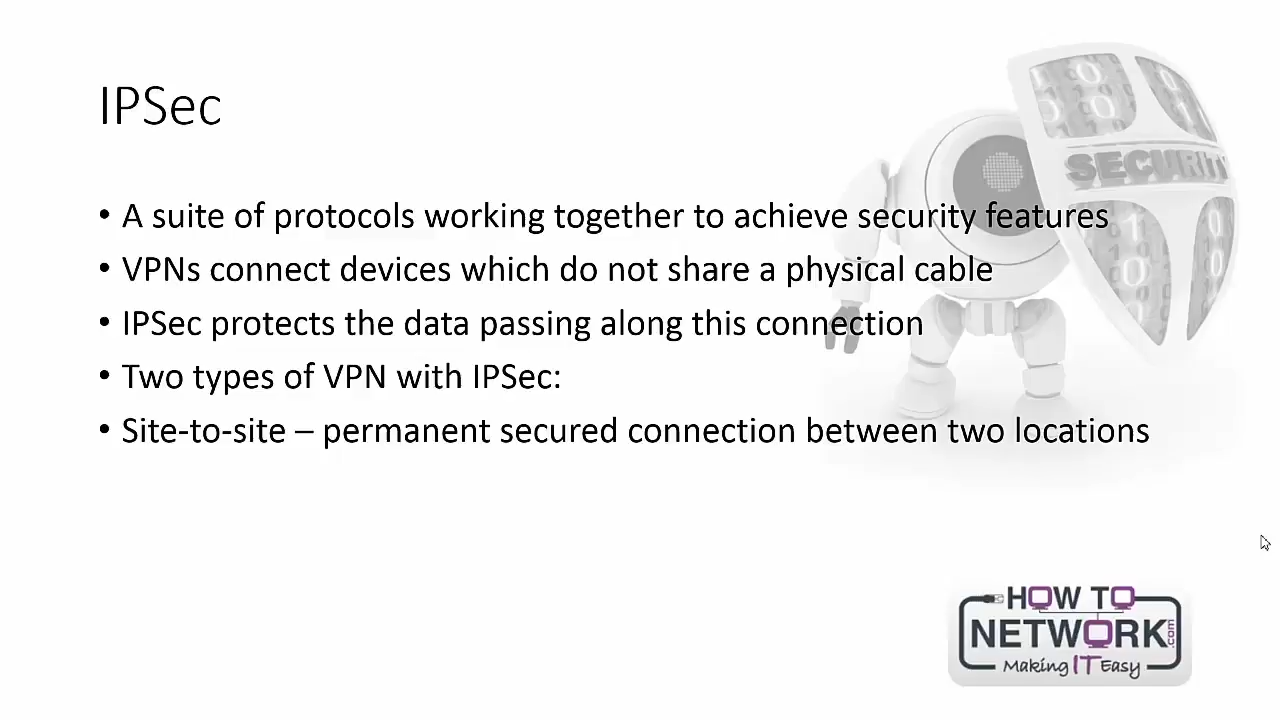 IPSec
• A suite of protocols working together to achieve security features
• VPNs connect devices which do not share a physical cable
• IPSec protects the data passing along this connection
• Two types of VPN with IPSec:
• Site-to-site – permanent secured connection between two locations
SECURITY
HOW TO
NETWORK.com
Making IT Easy